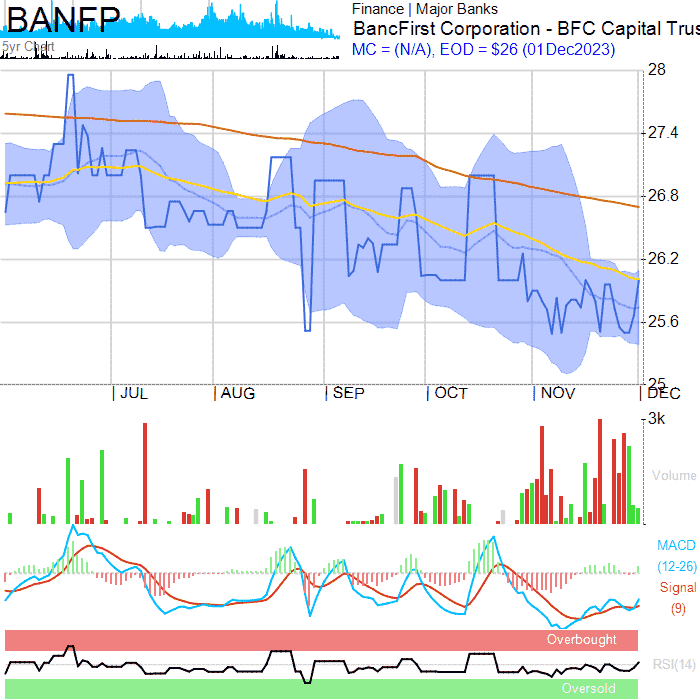 BANFP
5yr Chart
Finance | Major Banks
BancFirst Corporation - BFC Capital Trus
MC = (N/A), EOD = $26 (01Dec2023)
28
27.4
26.8
26.2
25.6
25
JUL
AUG
SEP
OCT
NOV
DEC
3k
Volume
MACD
(12-26)
Signal
(9)
Overbought
RSI(14)
Oversold